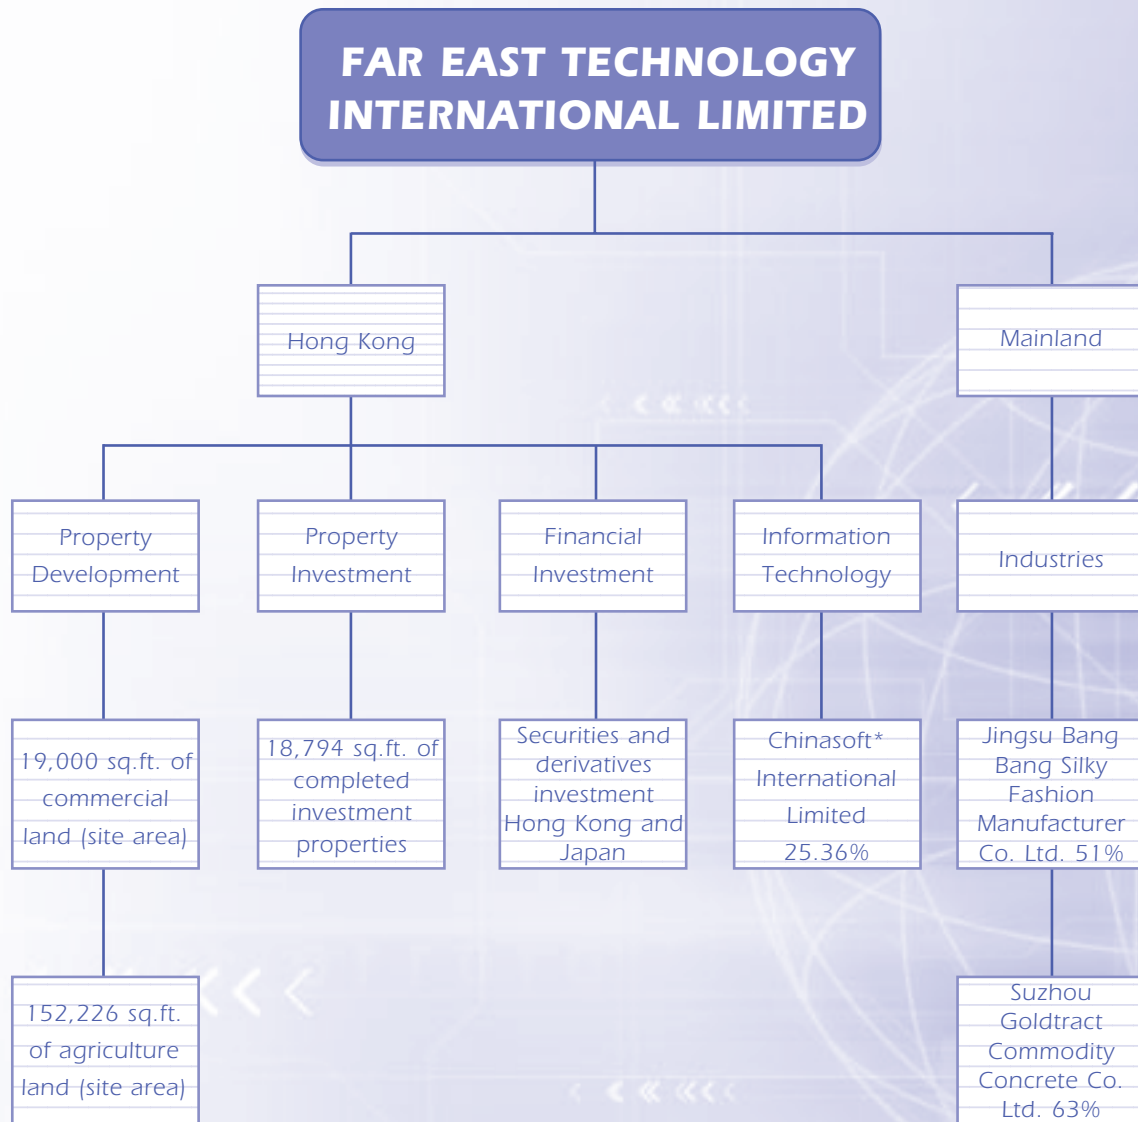 FAR EAST TECHNOLOGY
INTERNATIONAL LIMITED
Hong Kong
Mainland
Property
Development
Property
Investment
Financial
Investment
Information
Technology
Industries
19,000 sq.ft. of
commercial
land (site area)
18,794 sq.ft. of
completed
investment
properties
Securities and
derivatives
investment
Hong Kong and
Japan
Chinasoft*
International
Limited
25.36%
Jingsu Bang
Bang Silky
Fashion
Manufacturer
Co. Ltd. 51%
152,226 sq.ft.
of agriculture
land (site area)
Suzhou
Goldtract
Commodity
Concrete Co.
Ltd. 63%